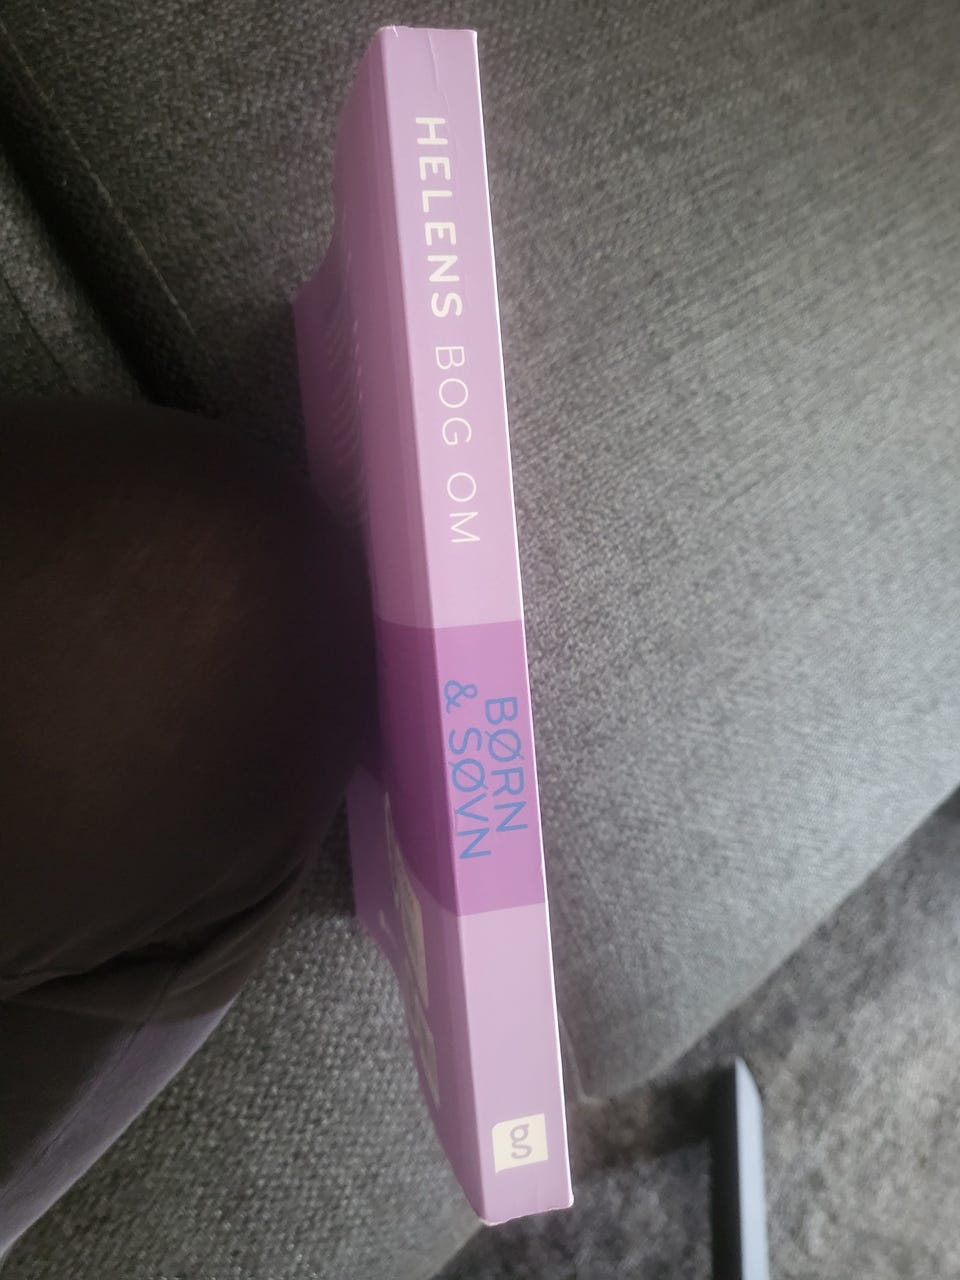 HELENS BOG OM
BØRN
& SØVN
g